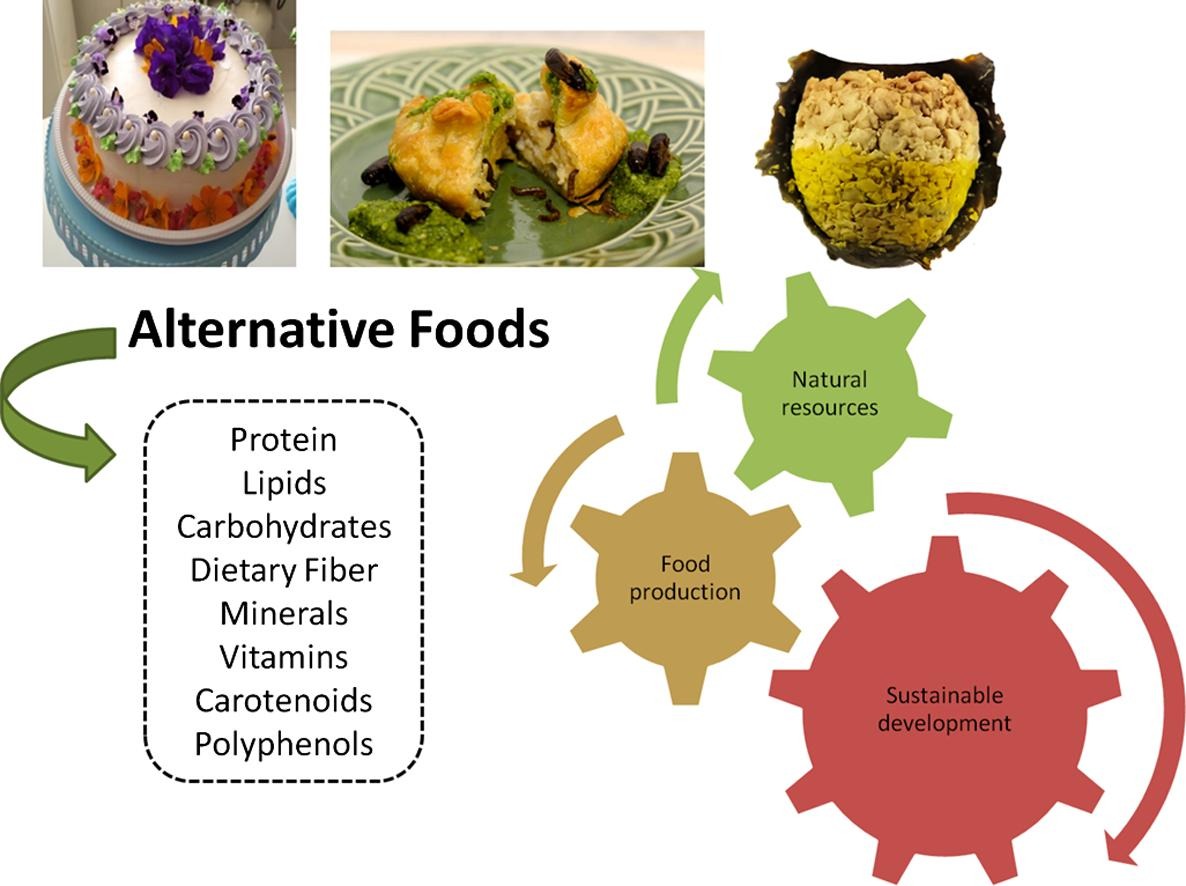 Alternative Foods
Protein
Lipids
Carbohydrates
Dietary Fiber
Minerals
Vitamins
Carotenoids
Polyphenols
Natural
resources
Food
production
Sustainable
development